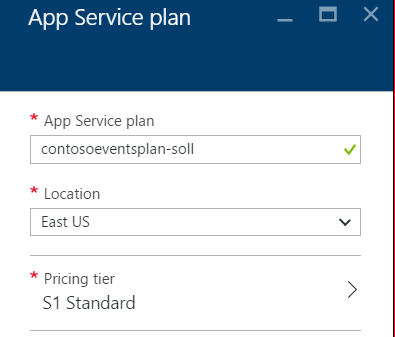 App Service plan
* App Service plan
contosoeventsplan-soll
* Location
East US
* Pricing tier
S1 Standard